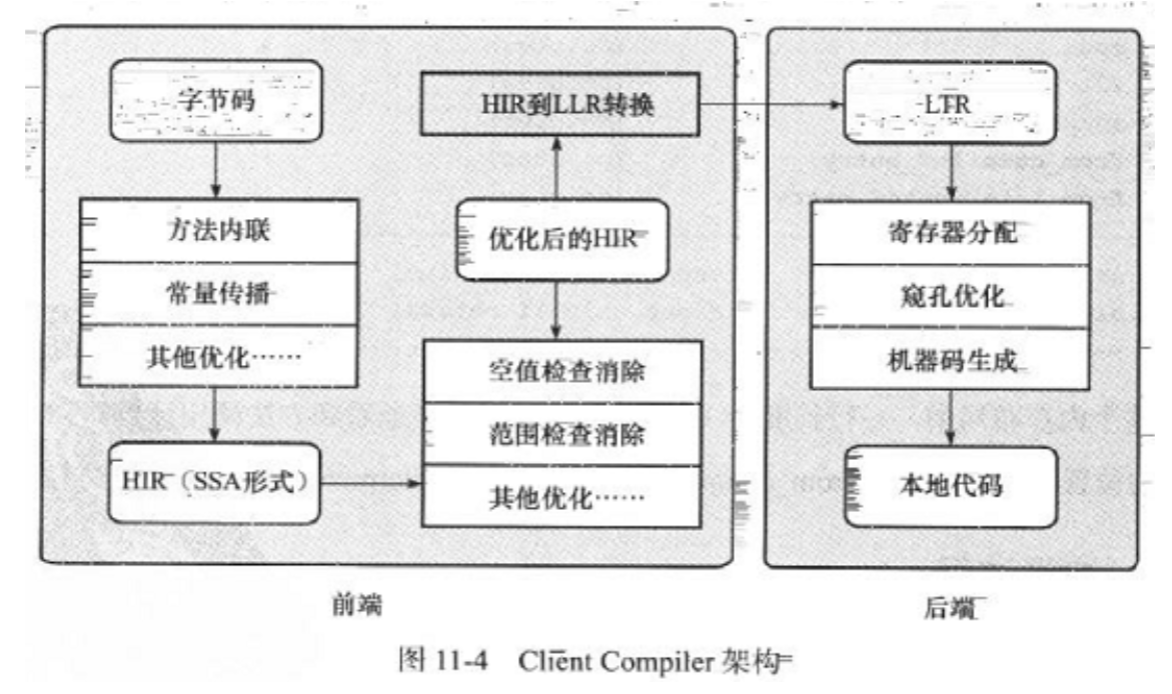 字节码
方法内联
常量传播
其他优化……
HIR（SSA形式）
HIR到LLR转换
优化后的HIR
空值检查消除
范围检查消除
其他优化……
LTR
寄存器分配
窥孔优化
机器码生成
本地代码
前端
后端
图 11-4 Client Compiler 架构